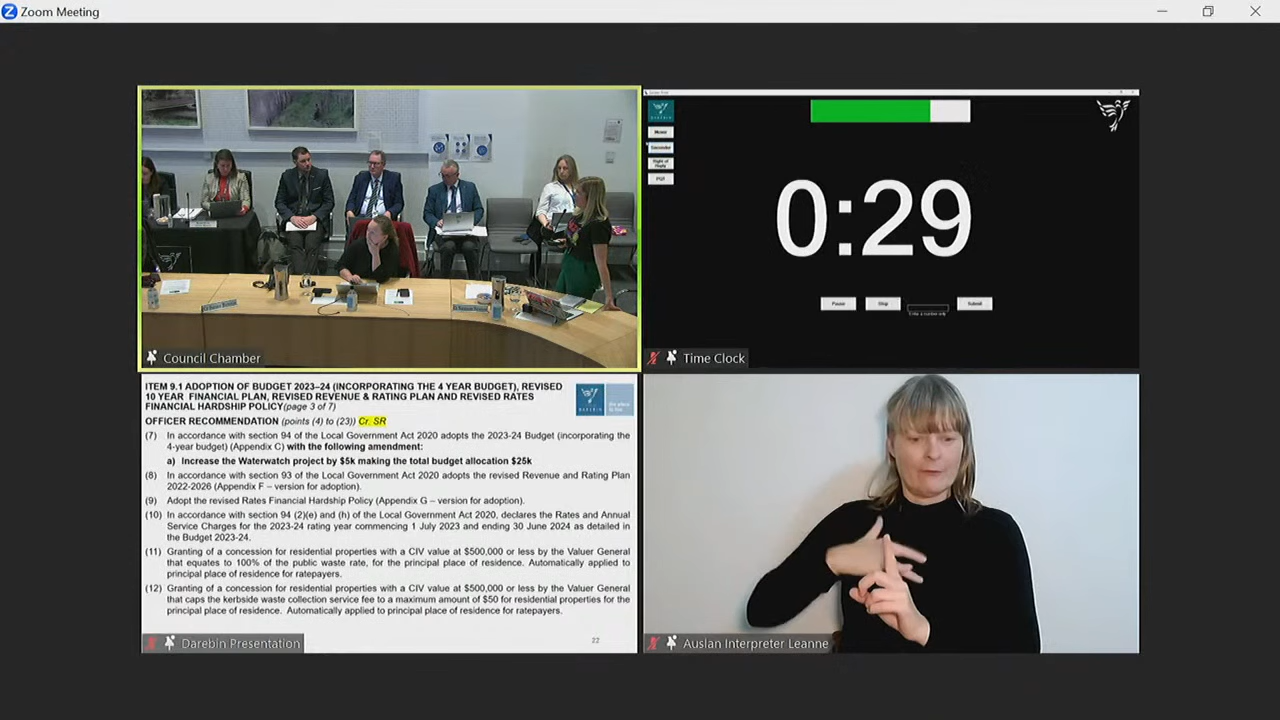 Zoom Meeting
Council Chamber
DAREBIN
Mover
Seconder
Right of Reply
0:29
Pause
Stop
Submit
Time Clock
ITEM 9.1 ADOPTION OF BUDGET 2023–24 (INCORPORATING THE 4 YEAR BUDGET), REVISED
10 YEAR FINANCIAL PLAN, REVISED REVENUE & RATING PLAN AND REVISED RATES
FINANCIAL HARDSHIP POLICY(page 3 of 7)
OFFICER RECOMMENDATION (points (4) to (23)) Cr. SR
(7) In accordance with section 94 of the Local Government Act 2020 adopts the 2023-24 Budget (incorporating the
4-year budget) (Appendix C) with the following amendment:
a) Increase the Waterwatch project by $5k making the total budget allocation $25k
(8) In accordance with section 93 of the Local Government Act 2020 adopts the revised Revenue and Rating Plan
2022-2026 (Appendix F – version for adoption).
(9) Adopt the revised Rates Financial Hardship Policy (Appendix G – version for adoption).
(10) In accordance with section 94 (2)(e) and (h) of the Local Government Act 2020, declares the Rates and Annual
Service Charges for the 2023-24 rating year commencing 1 July 2023 and ending 30 June 2024 as detailed in
the Budget 2023-24.
(11) Granting of a concession for residential properties with a CIV value at $500,000 or less by the Valuer General
that equates to 100% of the public waste rate, for the principal place of residence. Automatically applied to
principal place of residence for ratepayers.
(12) Granting of a concession for residential properties with a CIV value at $500,000 or less by the Valuer General
that caps the kerbside waste collection service fee to a maximum amount of $50 for residential properties for the
principal place of residence. Automatically applied to principal place of residence for ratepayers.
22
Darebin Presentation
Auslan Interpreter Leanne